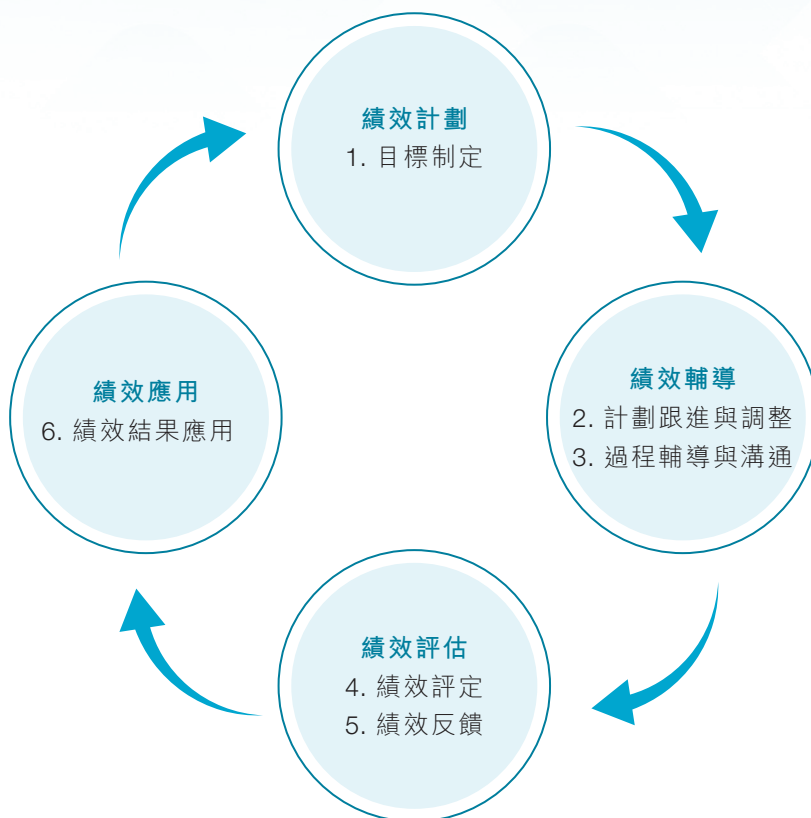 績效計劃
1. 目標制定
績效輔導
2. 計劃跟進與調整
3. 過程輔導與溝通
績效評估
4. 績效評定
5. 績效反饋
績效應用
6. 績效結果應用